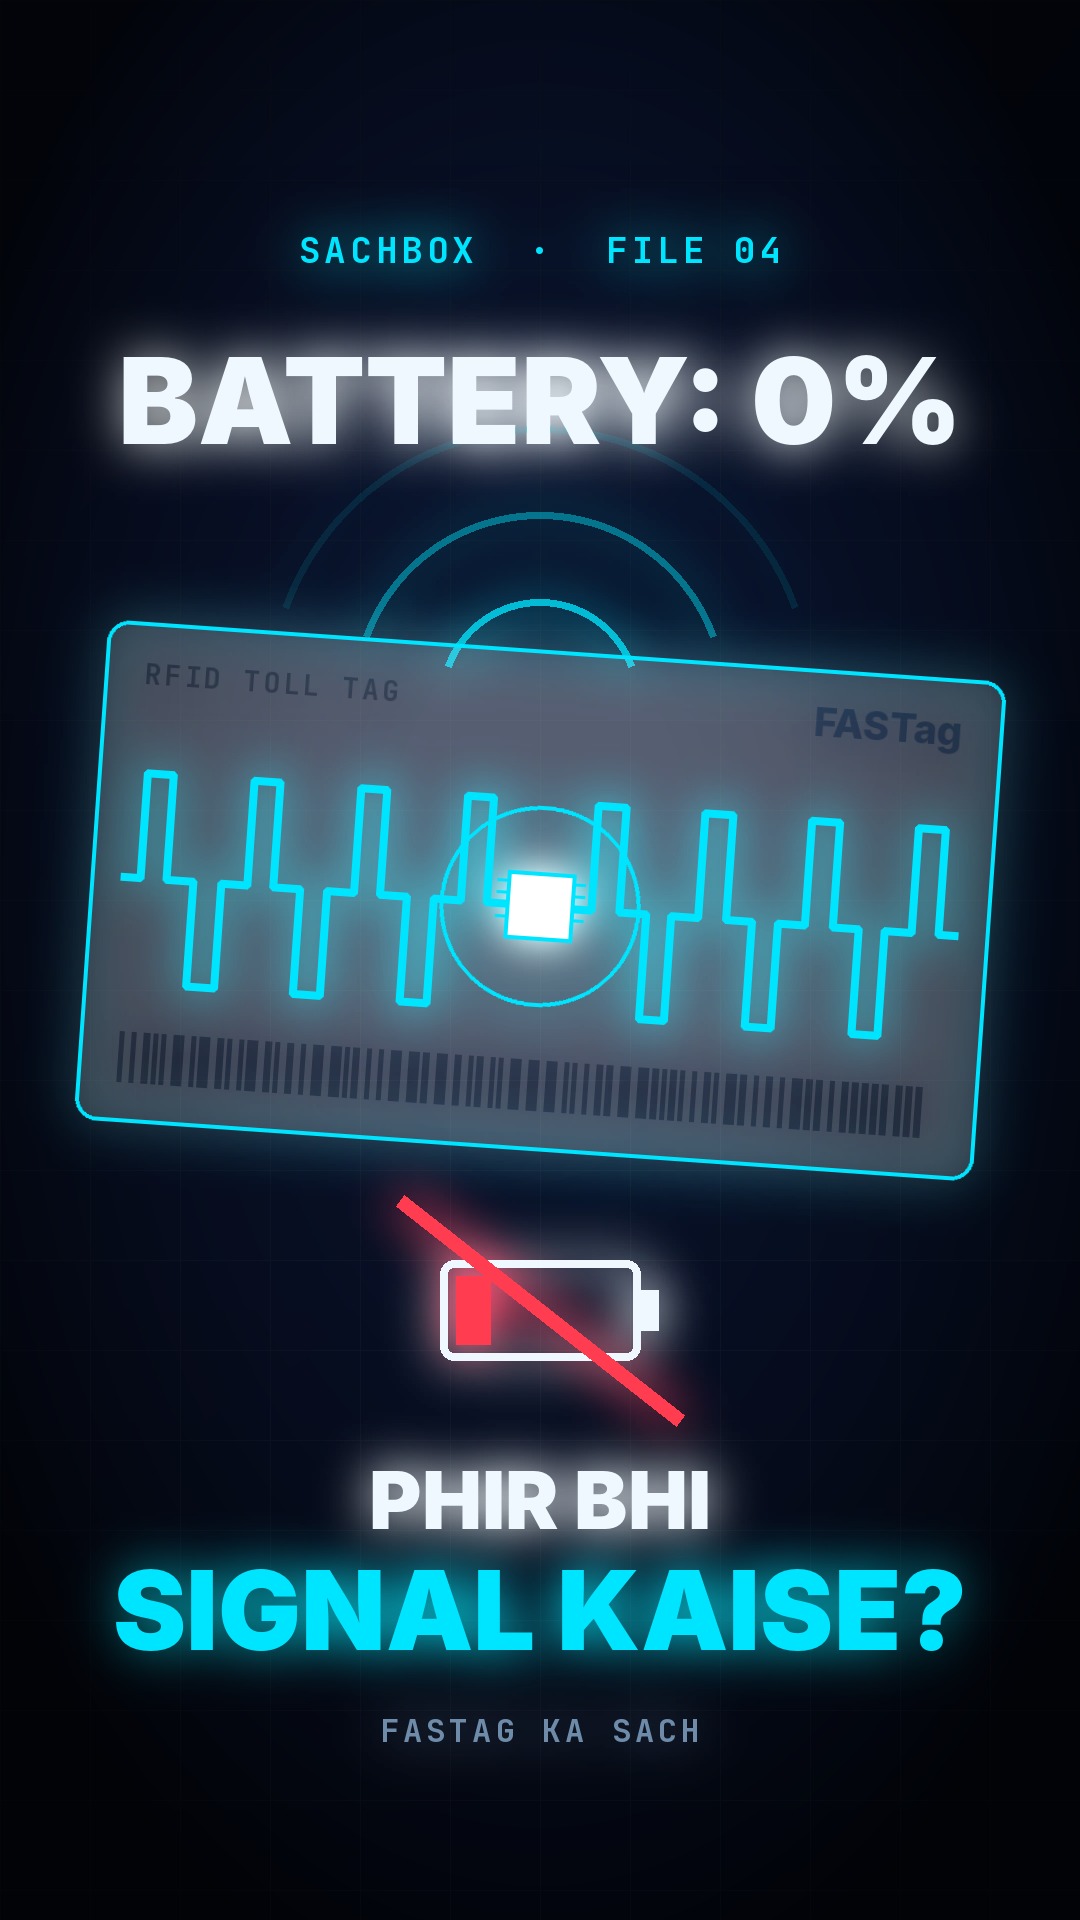 SACHBOX · FILE 04
BATTERY: 0%
RFID TOLL TAG
FASTag
PHIR BHI
SIGNAL KAISE?
FASTAG KA SACH